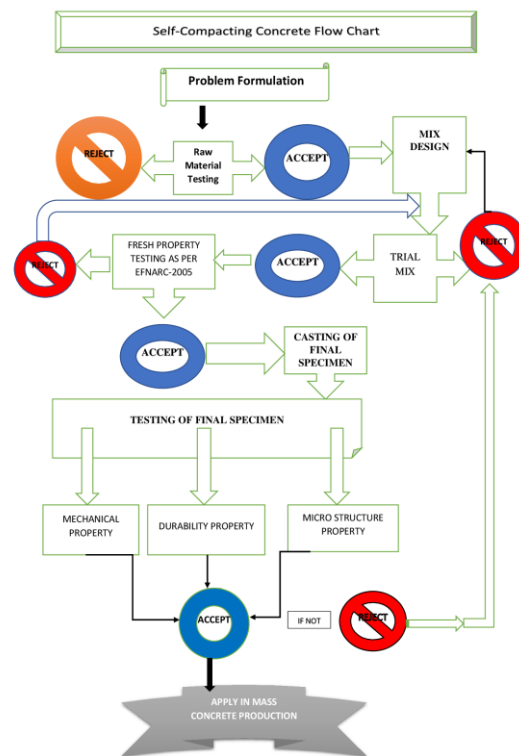 Self-Compacting Concrete Flow Chart
Problem Formulation
REJECT
Raw
Material
Testing
ACCEPT
MIX
DESIGN
REJECT
FRESH PROPERTY
TESTING AS PER
EFNARC-2005
ACCEPT
TRIAL
MIX
REJECT
ACCEPT
CASTING OF
FINAL
SPECIMEN
TESTING OF FINAL SPECIMEN
MECHANICAL
PROPERTY
DURABILITY PROPERTY
MICRO STRUCTURE
PROPERTY
ACCEPT
IF NOT
REJECT
APPLY IN MASS
CONCRETE PRODUCTION